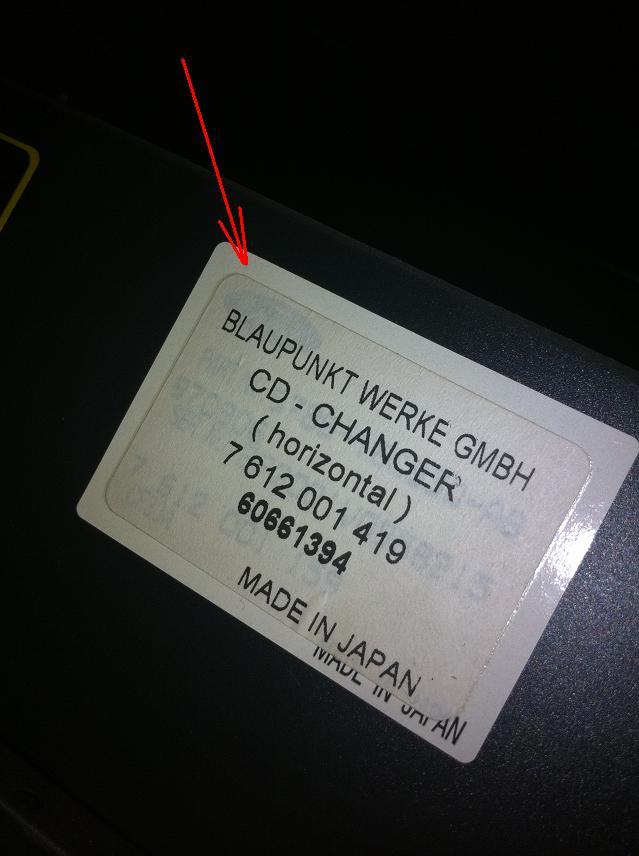 BLAUPUNKT WERKE GMBH
CD - CHANGER
( horizontal )
7 612 001 419
60661394
MADE IN JAPAN
MADE IN JAPAN